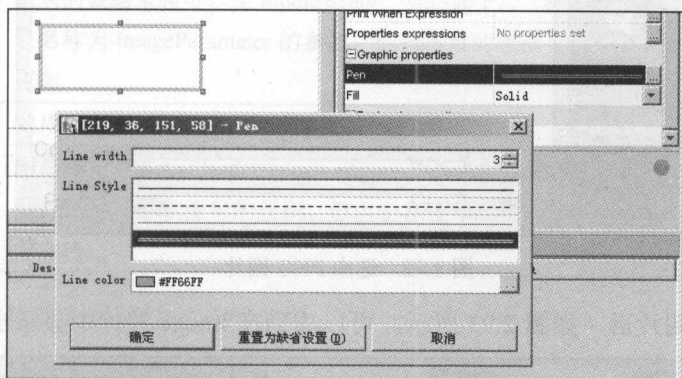 Print When Expression
Properties expressions No properties set
Graphic properties
Pen
Fill Solid
[219, 36, 151, 58] - Pen
Line width 3
Line Style
Line color #FF66FF
确定 重置为缺省设置(D) 取消